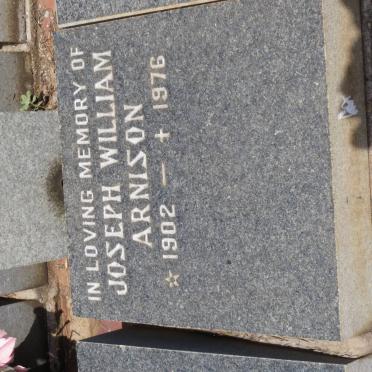 IN LOVING MEMORY OF
JOSEPH WILLIAM
ARNISON
☆ 1902 — + 1976